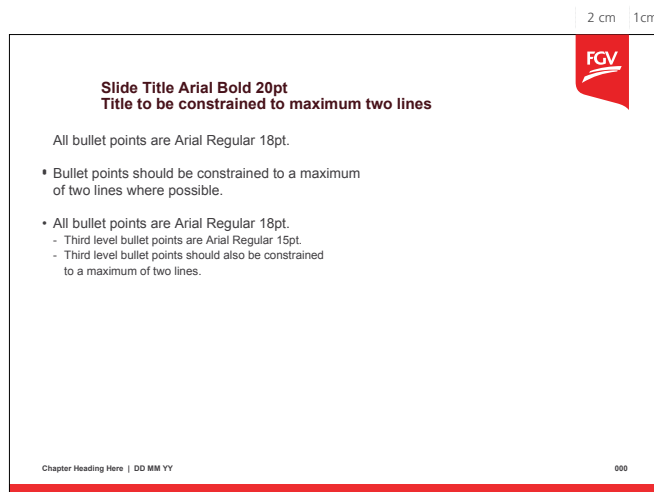 2 cm 1cm
FGV
Slide Title Arial Bold 20pt
Title to be constrained to maximum two lines
All bullet points are Arial Regular 18pt.
• Bullet points should be constrained to a maximum
of two lines where possible.
• All bullet points are Arial Regular 18pt.
- Third level bullet points are Arial Regular 15pt.
- Third level bullet points should also be constrained
to a maximum of two lines.
Chapter Heading Here | DD MM YY 000